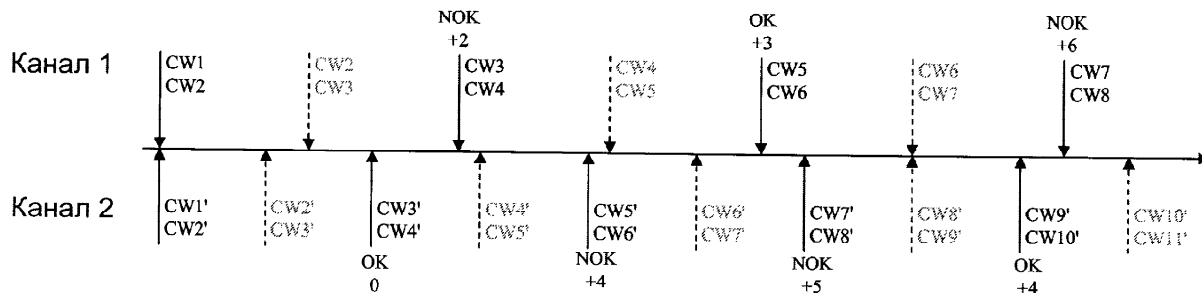 NOK
+2
OK
+3
NOK
+6
Канал 1
CW1
CW2
CW2
CW3
CW3
CW4
CW4
CW5
CW5
CW6
CW6
CW7
CW7
CW8
Канал 2
CW1'
CW2'
CW2'
CW3'
CW3'
CW4'
CW4'
CW5'
CW5'
CW6'
CW6'
CW7'
CW7'
CW8'
CW8'
CW9'
CW9'
CW10'
CW10'
CW11'
OK
0
NOK
+4
NOK
+5
OK
+4